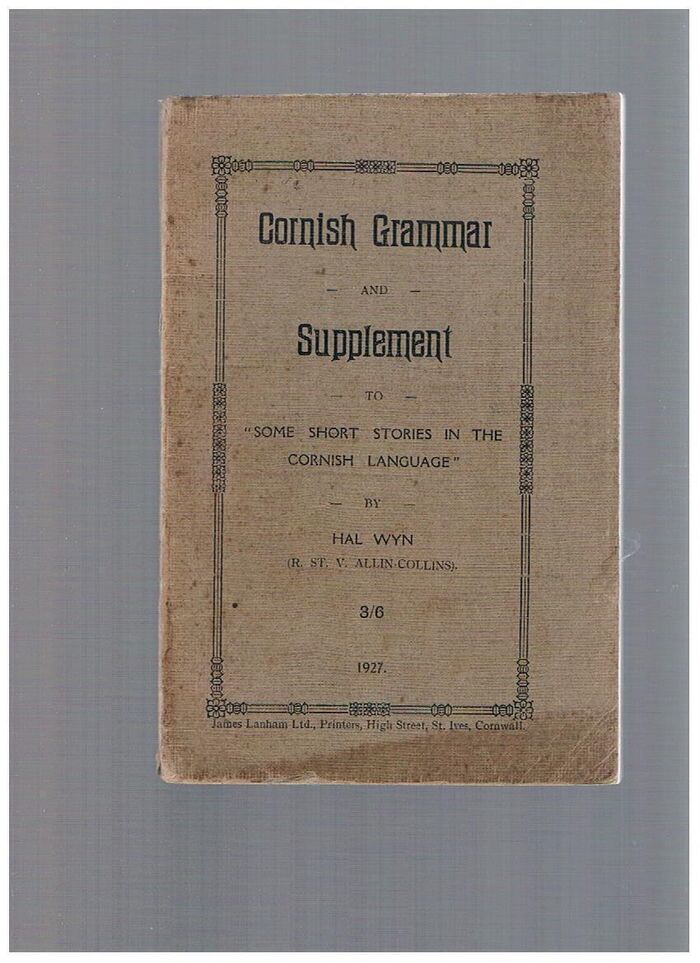 Cornish Grammar
— AND —
Supplement
— TO —
"SOME SHORT STORIES IN THE
CORNISH LANGUAGE"
— BY —
HAL WYN
(R. ST. V. ALLIN-COLLINS).
3/6
1927.
James Lanham Ltd., Printers, High Street, St. Ives, Cornwall.